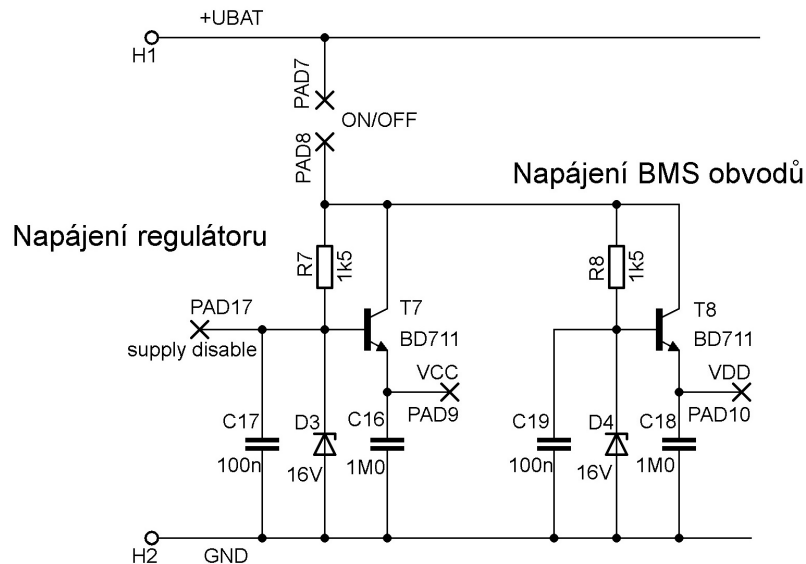 +UBAT
H1
PAD7
ON/OFF
PAD8
Napájení BMS obvodů
Napájení regulátoru
R7
1k5
R8
1k5
PAD17
supply disable
T7
BD711
T8
BD711
VCC
PAD9
VDD
PAD10
C17
100n
D3
16V
C16
1M0
C19
100n
D4
16V
C18
1M0
H2
GND